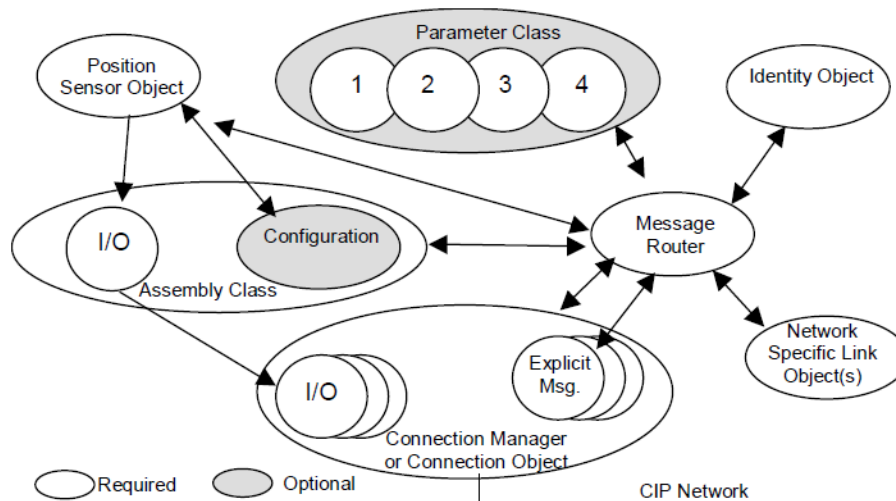 Parameter Class
1 2 3 4
Position
Sensor Object
Identity Object
Message
Router
I/O
Configuration
Assembly Class
Network
Specific Link
Object(s)
I/O
Explicit
Msg.
Connection Manager
or Connection Object
Required
Optional
CIP Network